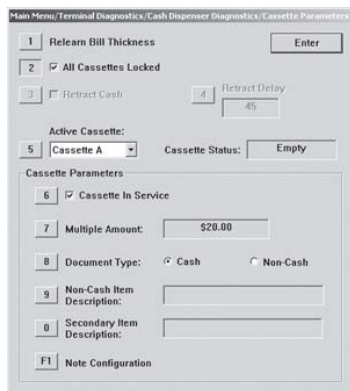 Main Menu/Terminal Diagnostics/Cash Dispenser Diagnostics/Cassette Parameters
1 Relearn Bill Thickness Enter
2 All Cassettes Locked
3 Retract Cash 4 Retract Delay
45
Active Cassette:
5 Cassette A Cassette Status: Empty
Cassette Parameters
6 Cassette In Service
7 Multiple Amount: $20.00
8 Document Type: Cash Non-Cash
9 Non-Cash Item
Description:
0 Secondary Item
Description:
F1 Note Configuration